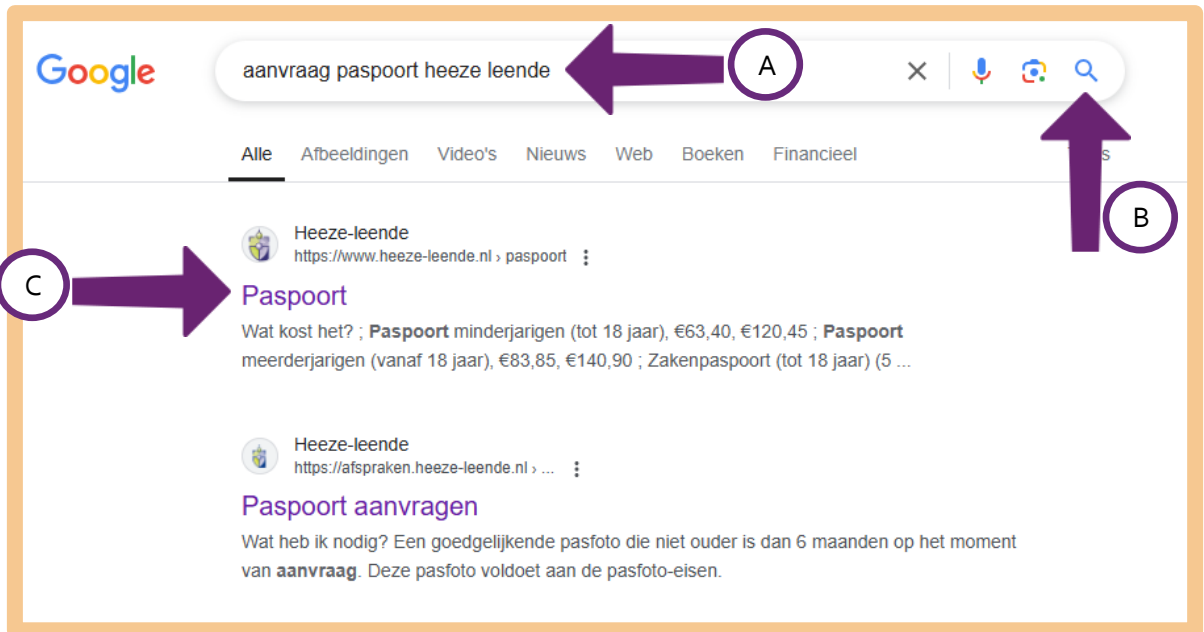 Google
aanvraag paspoort heeze leende
A
Alle Afbeeldingen Video's Nieuws Web Boeken Financieel
B
Heeze-leende
https://www.heeze-leende.nl › paspoort
C
Paspoort
Wat kost het? ; Paspoort minderjarigen (tot 18 jaar), €63,40, €120,45 ; Paspoort
meerderjarigen (vanaf 18 jaar), €83,85, €140,90 ; Zakenpaspoort (tot 18 jaar) (5 ...
Heeze-leende
https://afspraken.heeze-leende.nl › ...
Paspoort aanvragen
Wat heb ik nodig? Een goedgelijkende pasfoto die niet ouder is dan 6 maanden op het moment
van aanvraag. Deze pasfoto voldoet aan de pasfoto-eisen.